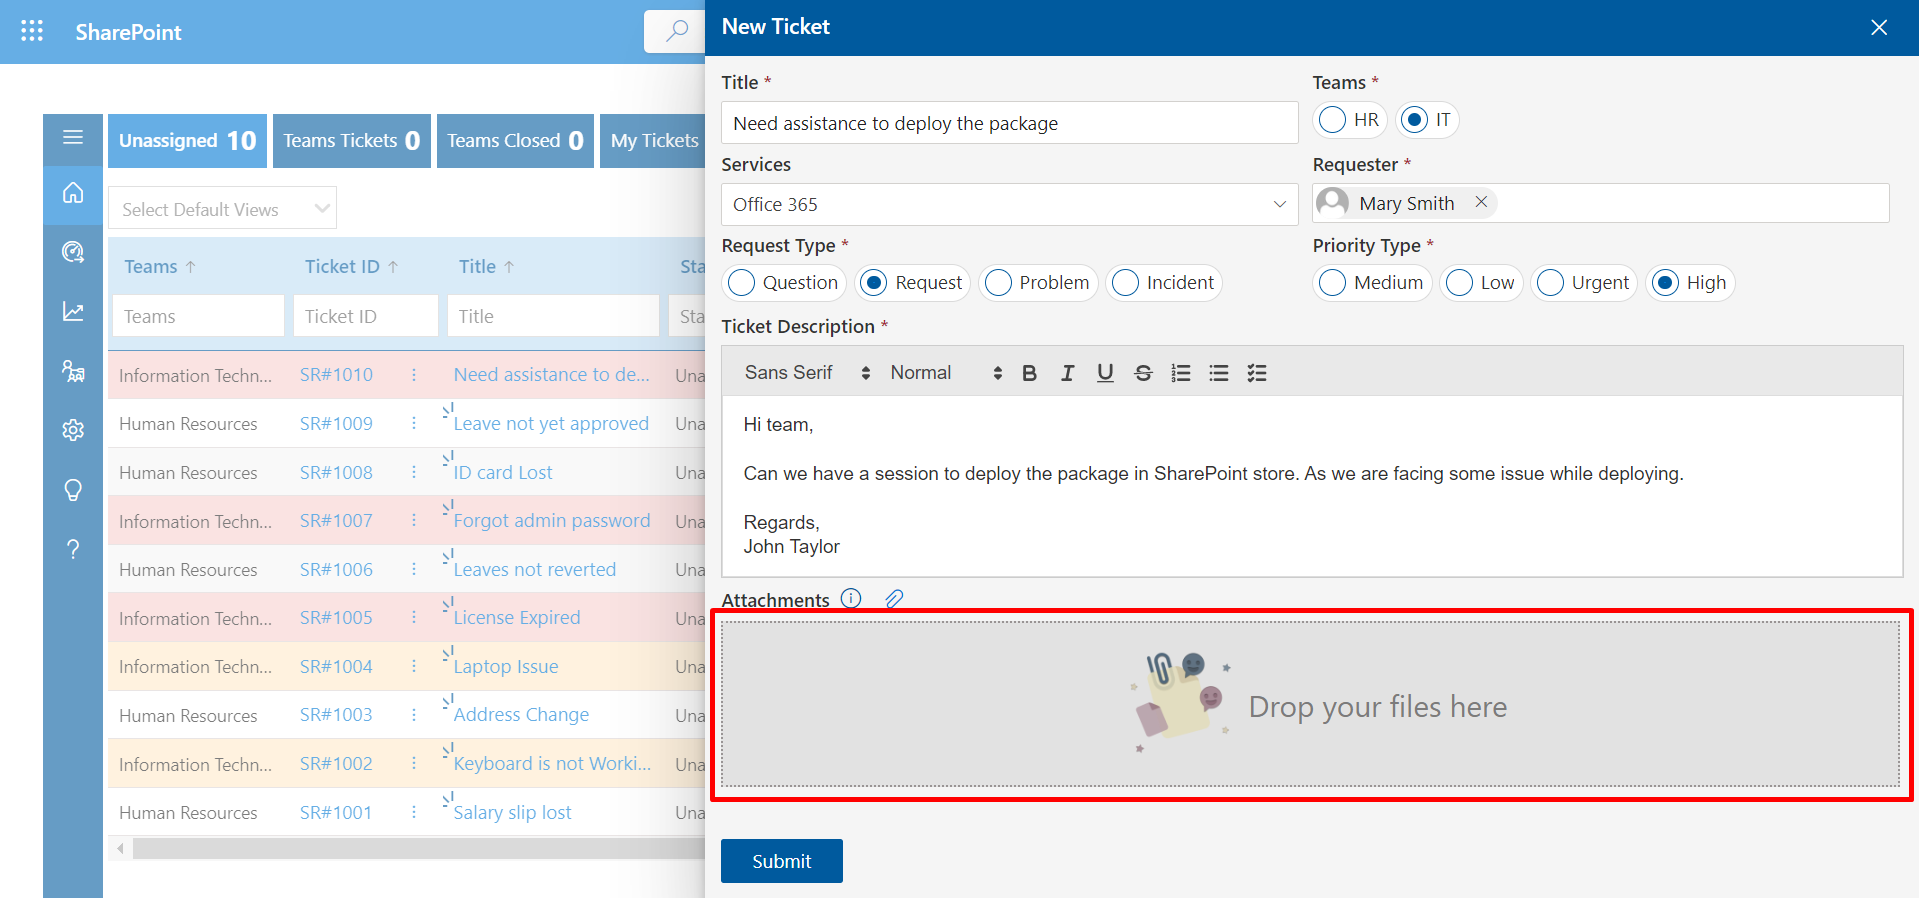 SharePoint
New Ticket
Unassigned 10
Teams Tickets 0
Teams Closed 0
My Tickets
Select Default Views
Teams ↑ Ticket ID ↑ Title ↑ Sta
Teams Ticket ID Title Sta
Information Techn... SR#1010 Need assistance to de... Una
Human Resources SR#1009 Leave not yet approved Una
Human Resources SR#1008 ID card Lost Una
Information Techn... SR#1007 Forgot admin password Una
Human Resources SR#1006 Leaves not reverted Una
Information Techn... SR#1005 License Expired Una
Information Techn... SR#1004 Laptop Issue Una
Human Resources SR#1003 Address Change Una
Information Techn... SR#1002 Keyboard is not Worki... Una
Human Resources SR#1001 Salary slip lost Una
Title *
Need assistance to deploy the package
Teams *
HR IT
Services
Office 365
Requester *
Mary Smith
Request Type *
Question Request Problem Incident
Priority Type *
Medium Low Urgent High
Ticket Description *
Sans Serif Normal B I U S
Hi team,
Can we have a session to deploy the package in SharePoint store. As we are facing some issue while deploying.
Regards,
John Taylor
Attachments
Drop your files here
Submit